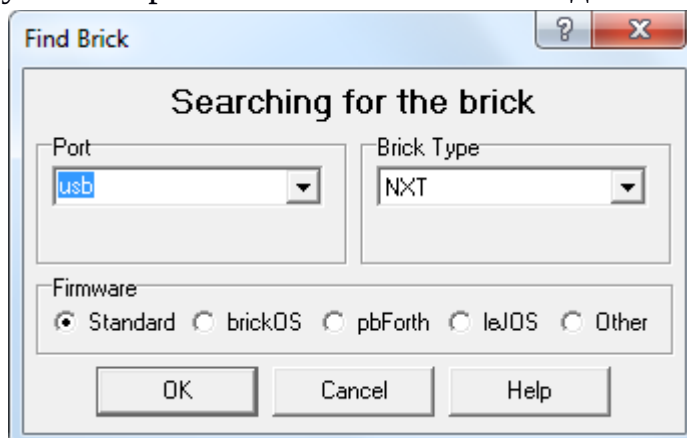 Find Brick
Searching for the brick
Port
Brick Type
usb
NXT
Firmware
Standard brickOS pbForth leJOS Other
OK Cancel Help